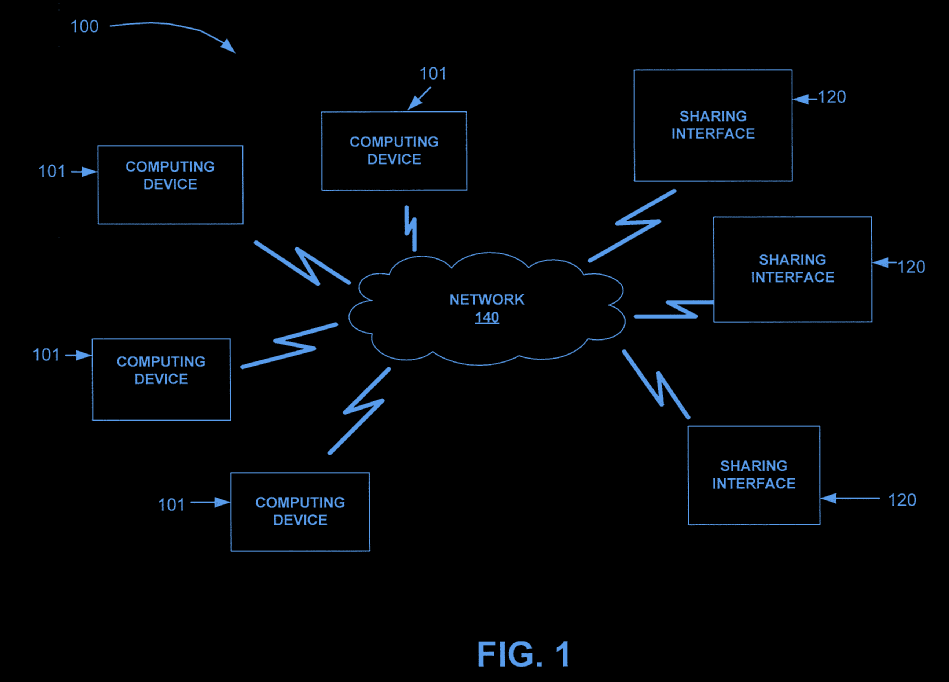 100
101
COMPUTING
DEVICE
120
SHARING
INTERFACE
101
COMPUTING
DEVICE
120
SHARING
INTERFACE
NETWORK
140
101
COMPUTING
DEVICE
120
SHARING
INTERFACE
101
COMPUTING
DEVICE
FIG. 1